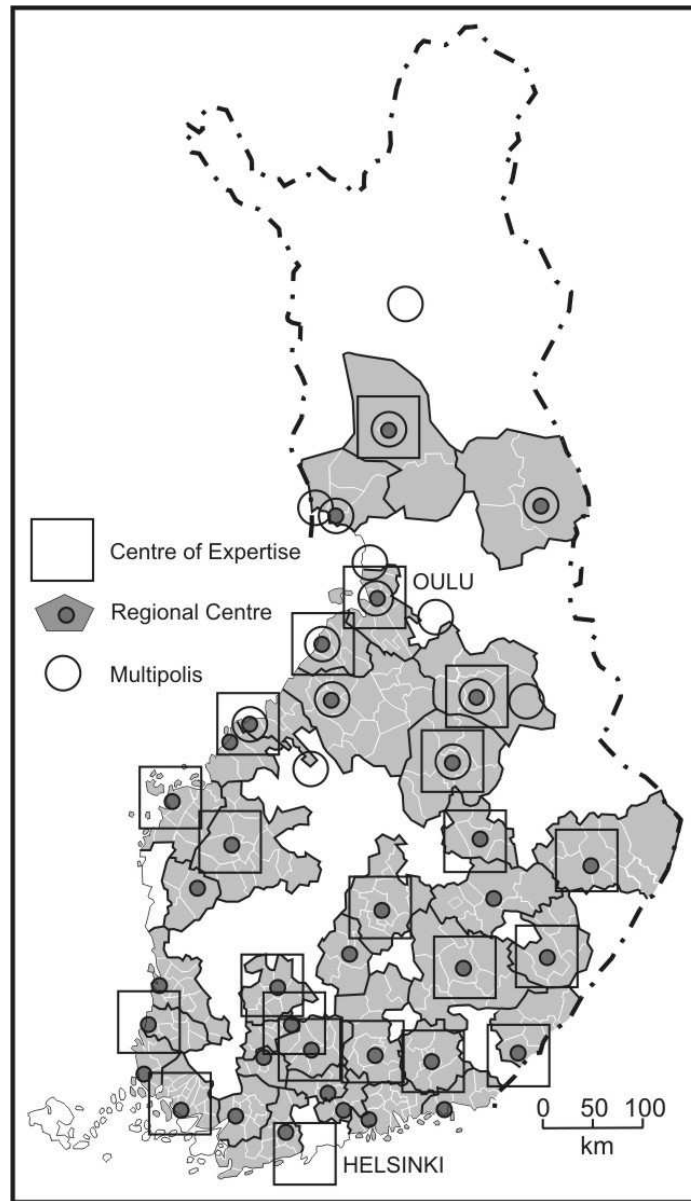 Centre of Expertise
OULU
Regional Centre
Multipolis
0 50 100
km
HELSINKI